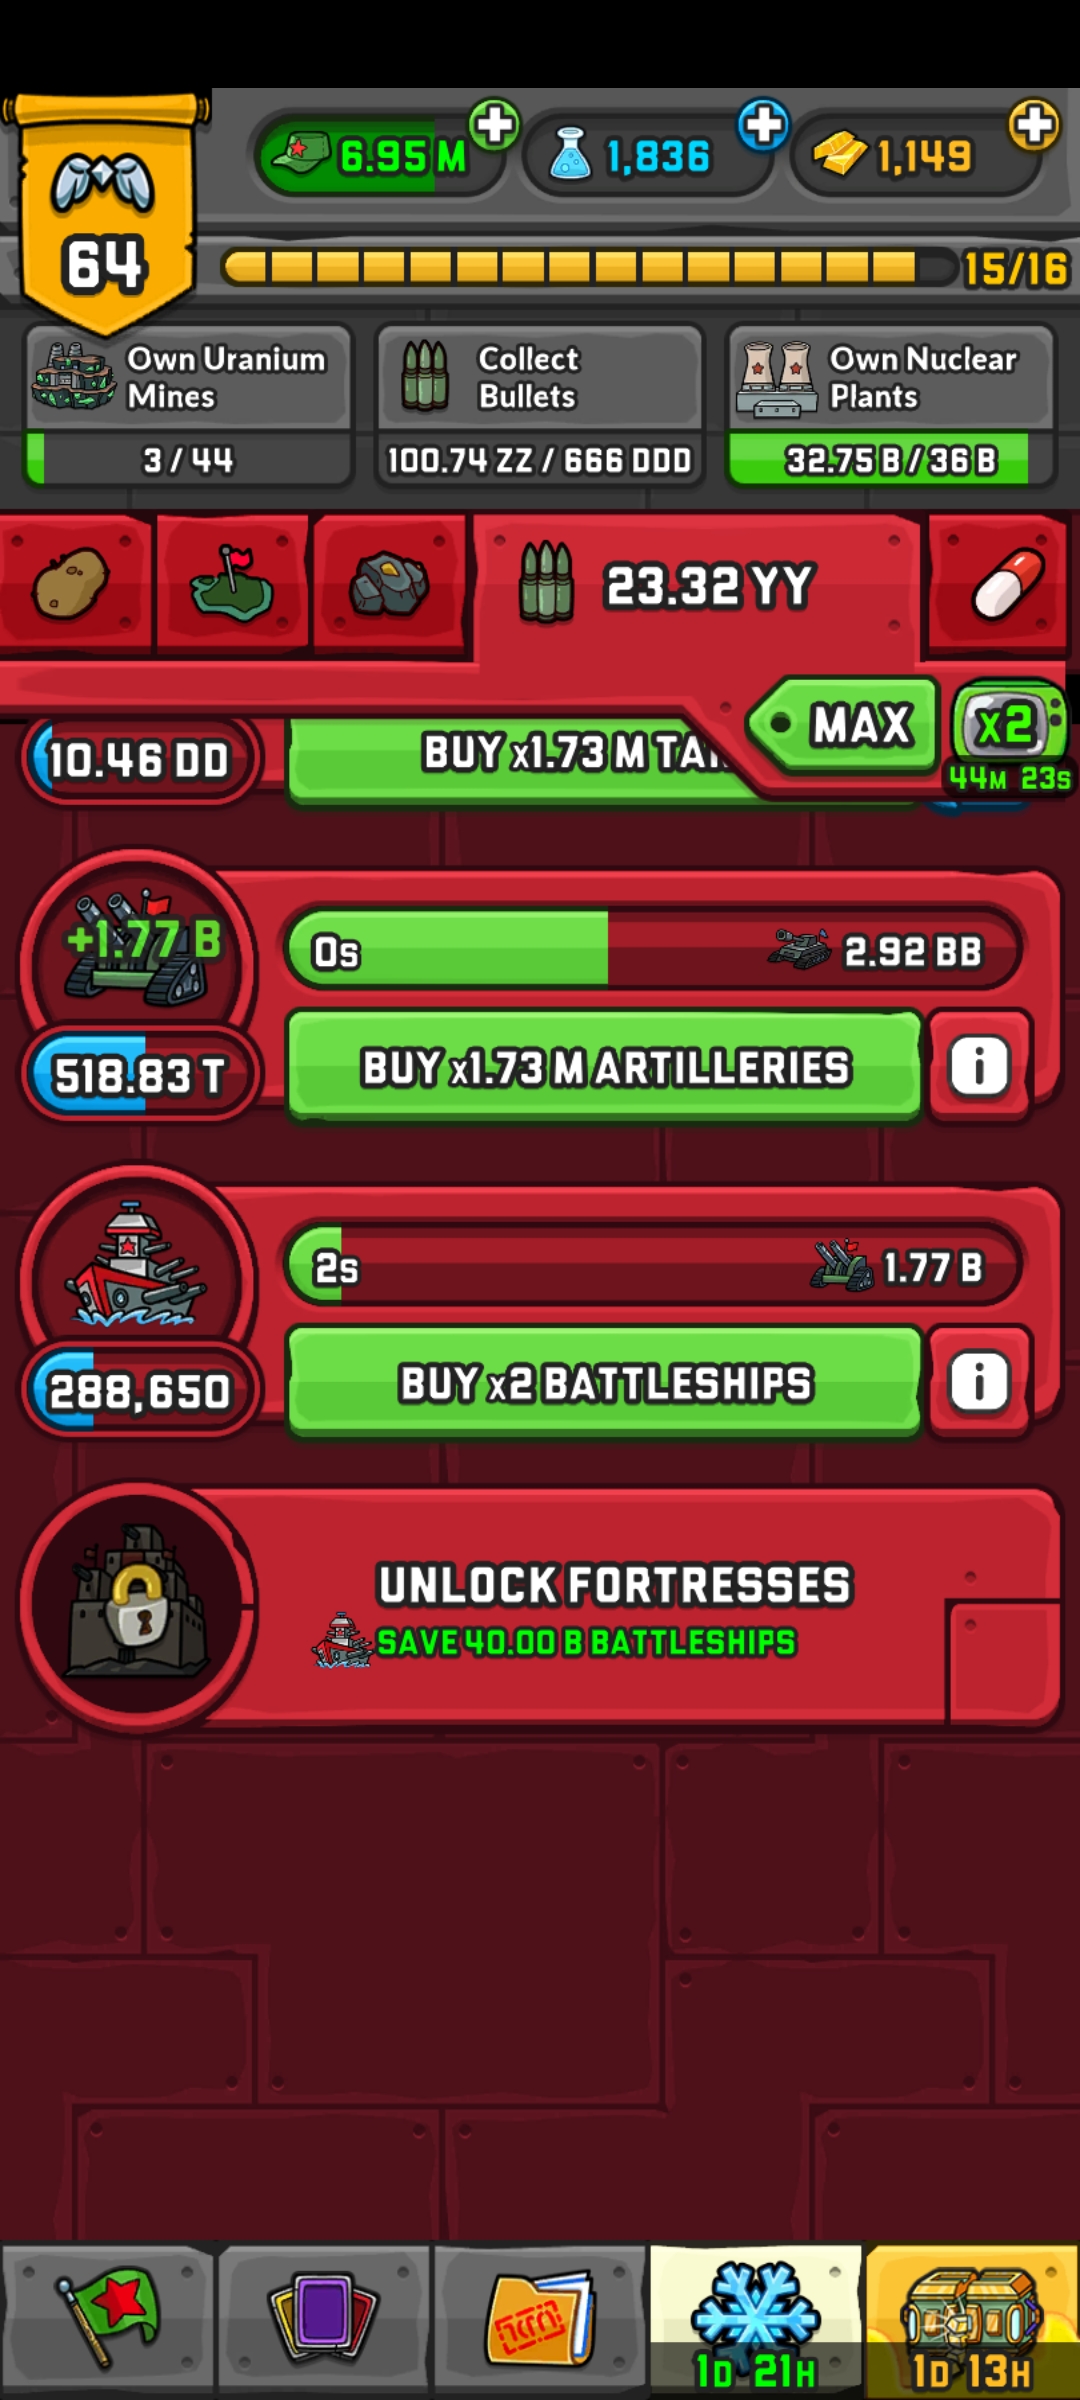 6.95 M
1,836
1,149
64
15/16
Own Uranium
Mines
3 / 44
Collect
Bullets
100.74 ZZ / 666 DDD
Own Nuclear
Plants
32.75 B / 36 B
23.32 YY
MAX
x2
44M 23S
10.46 DD
BUY x1.73 M
+1.77 B
0s
2.92 BB
518.83 T
BUY x1.73 M ARTILLERIES
i
2s
1.77 B
288,650
BUY x2 BATTLESHIPS
i
UNLOCK FORTRESSES
SAVE 40.00 B BATTLESHIPS
1D 21H
1D 13H